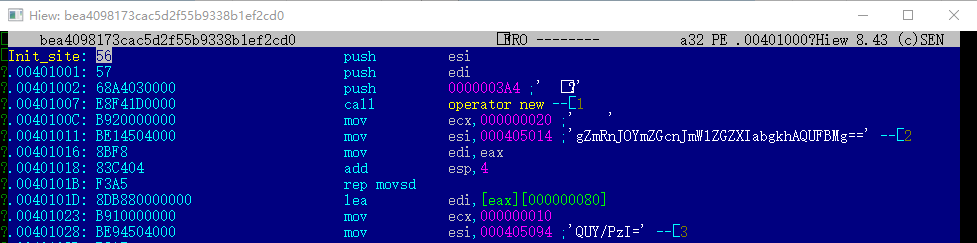 Hiew: bea4098173cac5d2f55b9338b1ef2cd0
bea4098173cac5d2f55b9338b1ef2cd0 FRO -------- a32 PE .00401000?Hiew 8.43 (c)SEN
Init_site: 56 push esi
?.00401001: 57 push edi
?.00401002: 68A4030000 push 0000003A4 ;' ?'
?.00401007: E8F41D0000 call operator new --[1
?.0040100C: B920000000 mov ecx,000000020 ;' '
?.00401011: BE14504000 mov esi,000405014 ;'gZmRnJOYmZGcnJmW1ZGZXIabgkhAQUFBMg==' --[2
?.00401016: 8BF8 mov edi,eax
?.00401018: 83C404 add esp,4
?.0040101B: F3A5 rep movsd
?.0040101D: 8DB880000000 lea edi,[eax][000000080]
?.00401023: B910000000 mov ecx,000000010
?.00401028: BE94504000 mov esi,000405094 ;'QUY/PzI=' --[3